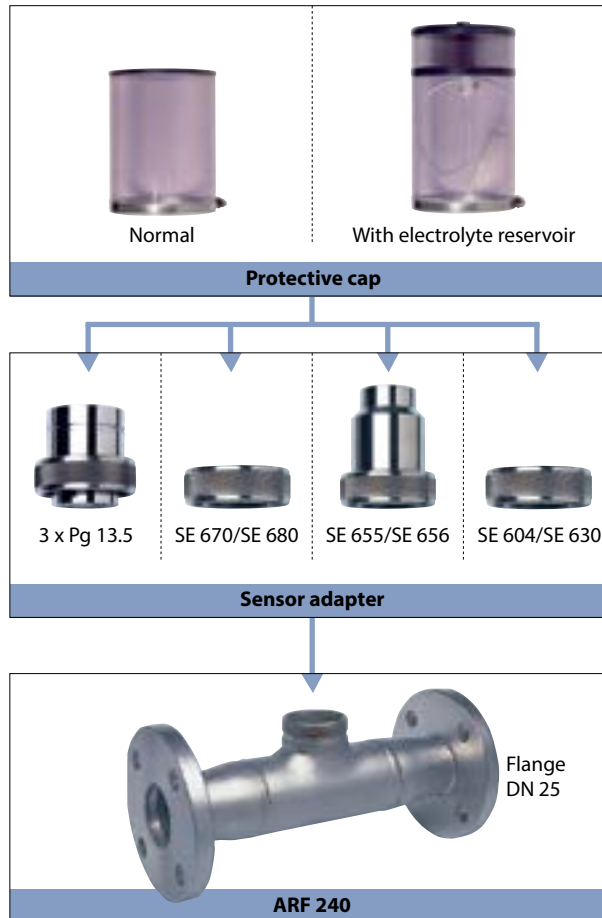 Normal
With electrolyte reservoir
Protective cap
3 x Pg 13.5
SE 670/SE 680
SE 655/SE 656
SE 604/SE 630
Sensor adapter
Flange
DN 25
ARF 240